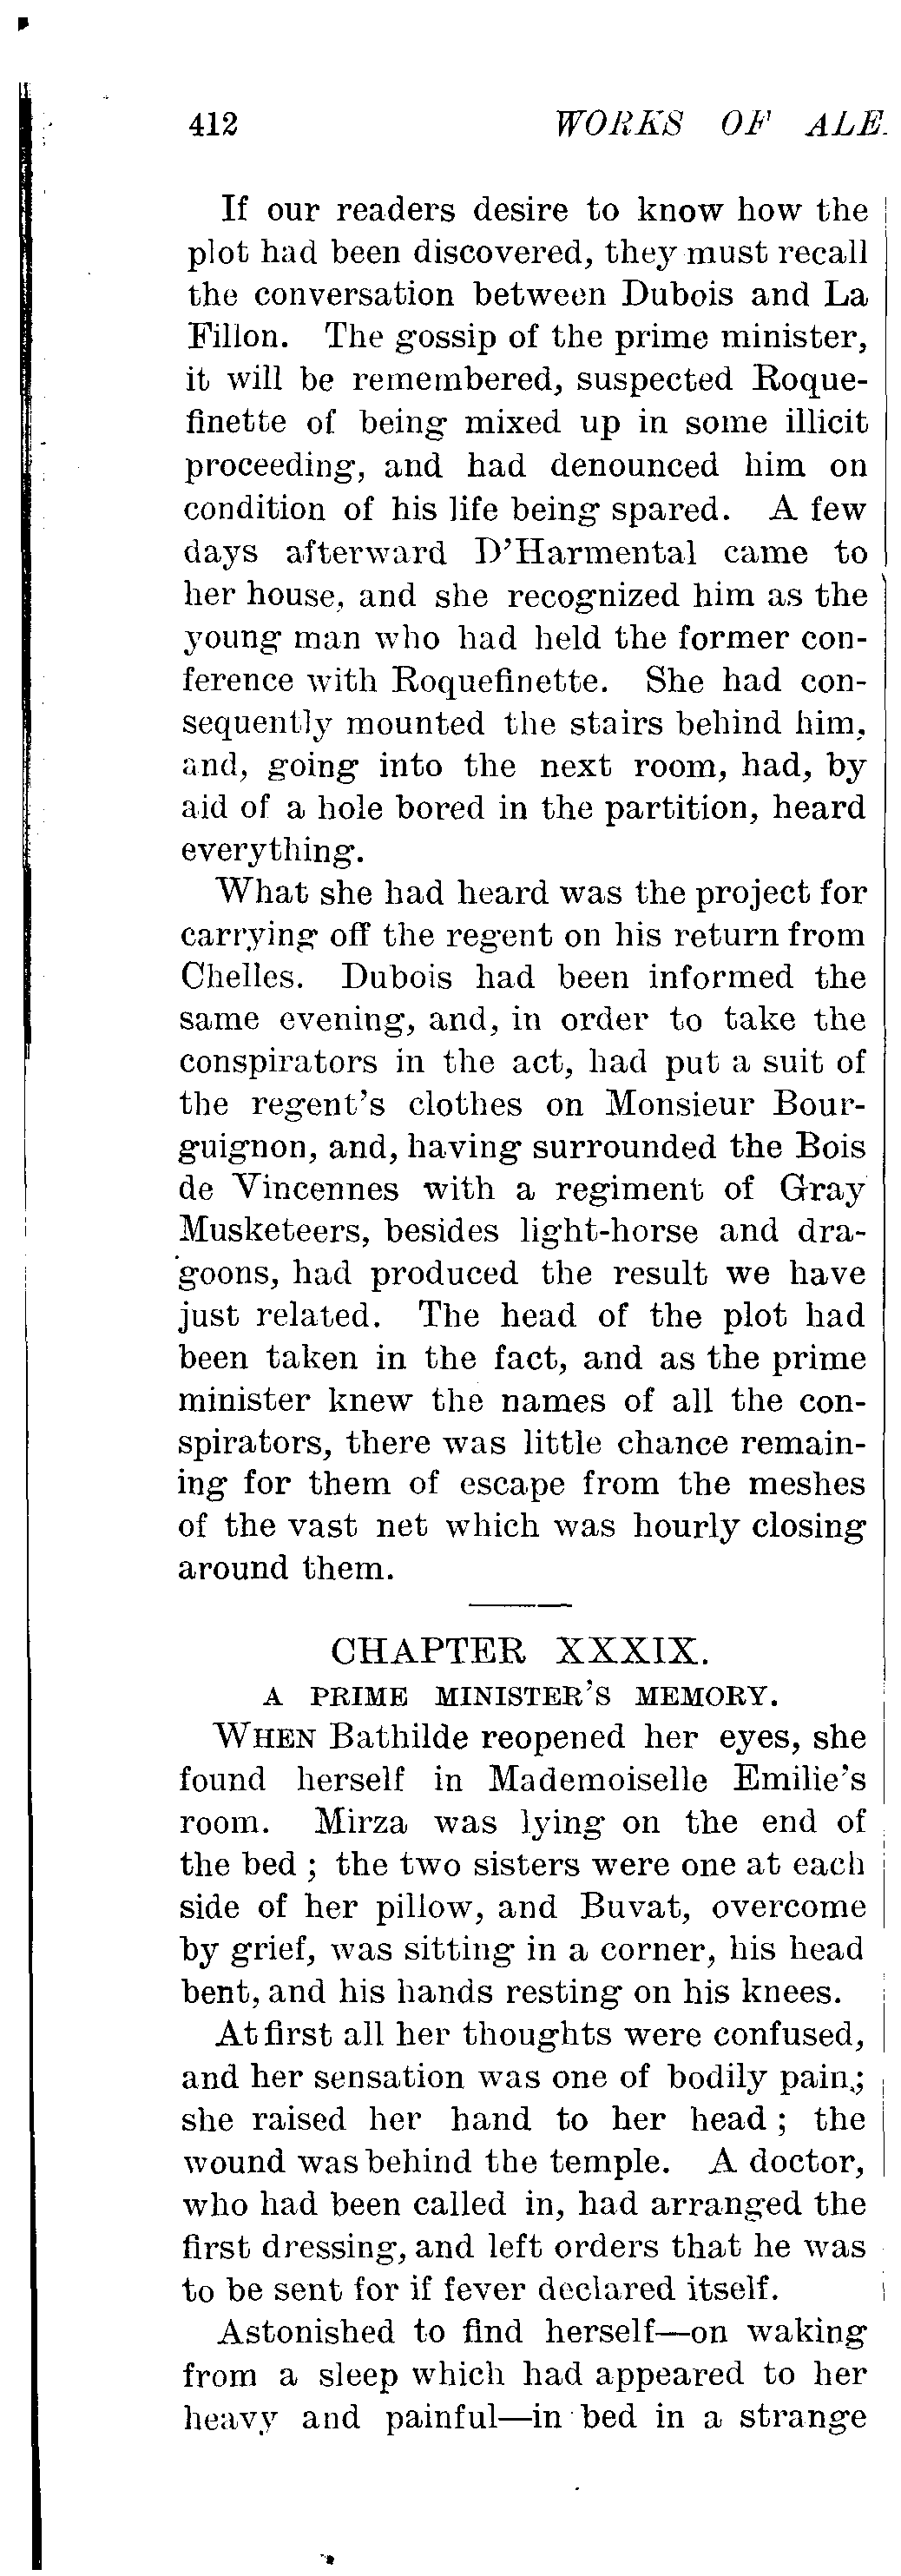 412 WORKS OF ALE
If our readers desire to know how the
plot had been discovered, they must recall
the conversation between Dubois and La
Fillon. The gossip of the prime minister,
it will be remembered, suspected Roque-
finette of being mixed up in some illicit
proceeding, and had denounced him on
condition of his life being spared. A few
days afterward D'Harmental came to
her house, and she recognized him as the
young man who had held the former con-
ference with Roquefinette. She had con-
sequently mounted the stairs behind him,
and, going into the next room, had, by
aid of a hole bored in the partition, heard
everything.
What she had heard was the project for
carrying off the regent on his return from
Chelles. Dubois had been informed the
same evening, and, in order to take the
conspirators in the act, had put a suit of
the regent's clothes on Monsieur Bour-
guignon, and, having surrounded the Bois
de Vincennes with a regiment of Gray
Musketeers, besides light-horse and dra-
goons, had produced the result we have
just related. The head of the plot had
been taken in the fact, and as the prime
minister knew the names of all the con-
spirators, there was little chance remain-
ing for them of escape from the meshes
of the vast net which was hourly closing
around them.
CHAPTER XXXIX.
A PRIME MINISTER'S MEMORY.
WHEN Bathilde reopened her eyes, she
found herself in Mademoiselle Emilie's
room. Mirza was lying on the end of
the bed ; the two sisters were one at each
side of her pillow, and Buvat, overcome
by grief, was sitting in a corner, his head
bent, and his hands resting on his knees.
At first all her thoughts were confused,
and her sensation was one of bodily pain;
she raised her hand to her head ; the
wound was behind the temple. A doctor,
who had been called in, had arranged the
first dressing, and left orders that he was
to be sent for if fever declared itself.
Astonished to find herself—on waking
from a sleep which had appeared to her
heavy and painful—in bed in a strange